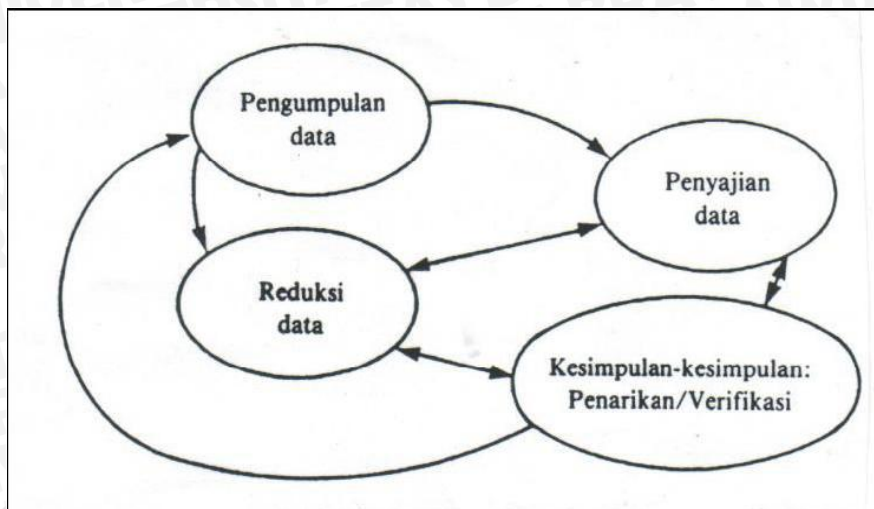 Pengumpulan
data
Penyajian
data
Reduksi
data
Kesimpulan-kesimpulan:
Penarikan/Verifikasi